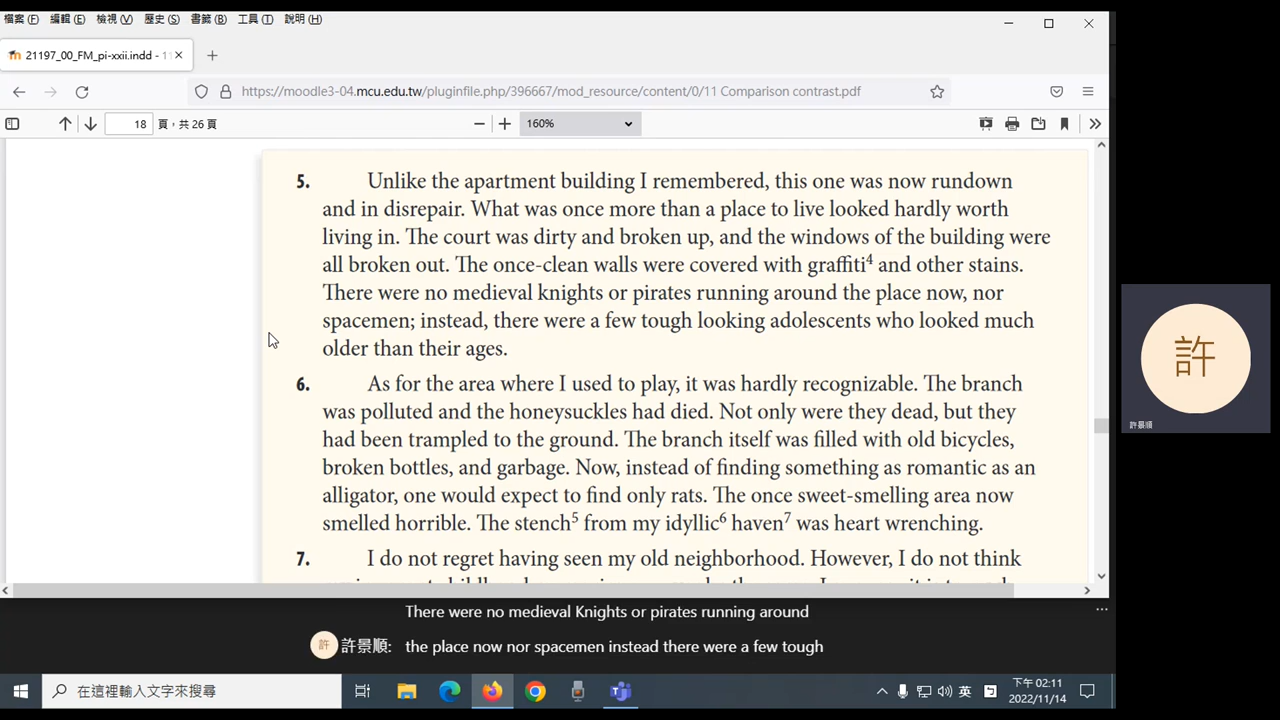 檔案(F) 編輯(E) 檢視(V) 歷史(S) 書籤(B) 工具(T) 說明(H)
21197_00_FM_pi-xxii.indd - 11
https://moodle3-04.mcu.edu.tw/pluginfile.php/396667/mod_resource/content/0/11 Comparison contrast.pdf
18 頁，共 26 頁
160%
5. Unlike the apartment building I remembered, this one was now rundown
and in disrepair. What was once more than a place to live looked hardly worth
living in. The court was dirty and broken up, and the windows of the building were
all broken out. The once-clean walls were covered with graffiti4 and other stains.
There were no medieval knights or pirates running around the place now, nor
spacemen; instead, there were a few tough looking adolescents who looked much
older than their ages.
6. As for the area where I used to play, it was hardly recognizable. The branch
was polluted and the honeysuckles had died. Not only were they dead, but they
had been trampled to the ground. The branch itself was filled with old bicycles,
broken bottles, and garbage. Now, instead of finding something as romantic as an
alligator, one would expect to find only rats. The once sweet-smelling area now
smelled horrible. The stench5 from my idyllic6 haven7 was heart wrenching.
7. I do not regret having seen my old neighborhood. However, I do not think
許
許景順
There were no medieval Knights or pirates running around
許 許景順: the place now nor spacemen instead there were a few tough
在這裡輸入文字來搜尋
英
下午 02:11
2022/11/14